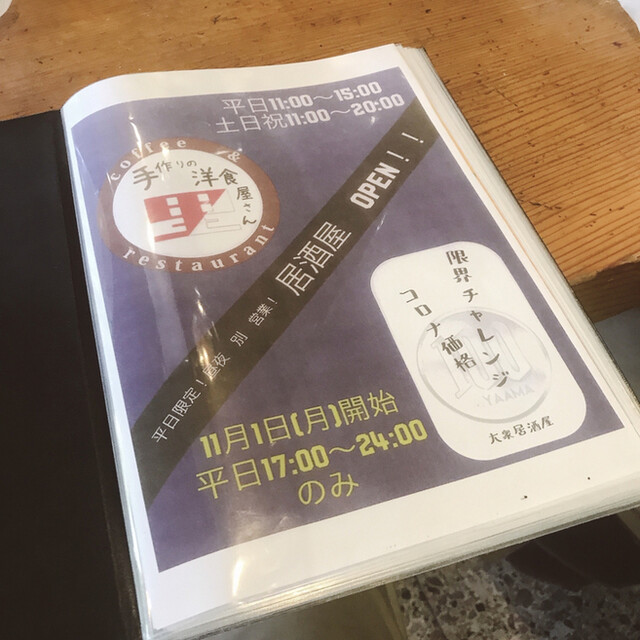 平日11:00～15:00
土日祝11:00～20:00
coffee
手作りの
洋食
屋さん
restaurant
居酒屋 OPEN！！
平日限定！昼夜 別 営業！
限界チャレンジ
コロナ価格
100
YAAMA
大衆居酒屋
11月1日(月)開始
平日17:00～24:00
のみ